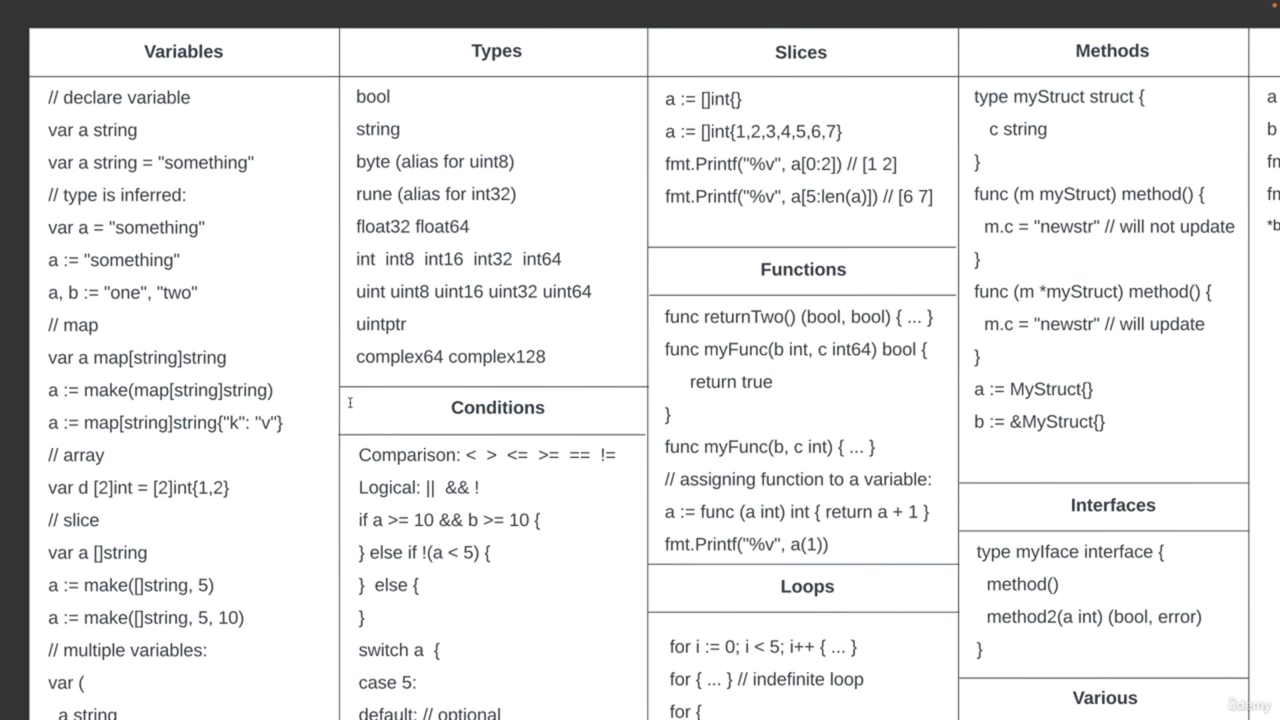 Variables
// declare variable
var a string
var a string = "something"
// type is inferred:
var a = "something"
a := "something"
a, b := "one", "two"
// map
var a map[string]string
a := make(map[string]string)
a := map[string]string{"k": "v"}
// array
var d [2]int = [2]int{1,2}
// slice
var a []string
a := make([]string, 5)
a := make([]string, 5, 10)
// multiple variables:
var (
a string
Types
bool
string
byte (alias for uint8)
rune (alias for int32)
float32 float64
int int8 int16 int32 int64
uint uint8 uint16 uint32 uint64
uintptr
complex64 complex128
Conditions
Comparison: < > <= >= == !=
Logical: || && !
if a >= 10 && b >= 10 {
} else if !(a < 5) {
} else {
}
switch a {
case 5:
default: // optional
Slices
a := []int{}
a := []int{1,2,3,4,5,6,7}
fmt.Printf("%v", a[0:2]) // [1 2]
fmt.Printf("%v", a[5:len(a)]) // [6 7]
Functions
func returnTwo() (bool, bool) { ... }
func myFunc(b int, c int64) bool {
return true
}
func myFunc(b, c int) { ... }
// assigning function to a variable:
a := func (a int) int { return a + 1 }
fmt.Printf("%v", a(1))
Loops
for i := 0; i < 5; i++ { ... }
for { ... } // indefinite loop
for {
Methods
type myStruct struct {
c string
}
func (m myStruct) method() {
m.c = "newstr" // will not update
}
func (m *myStruct) method() {
m.c = "newstr" // will update
}
a := MyStruct{}
b := &MyStruct{}
Interfaces
type myIface interface {
method()
method2(a int) (bool, error)
}
Various
a
b
*b
ûdemy